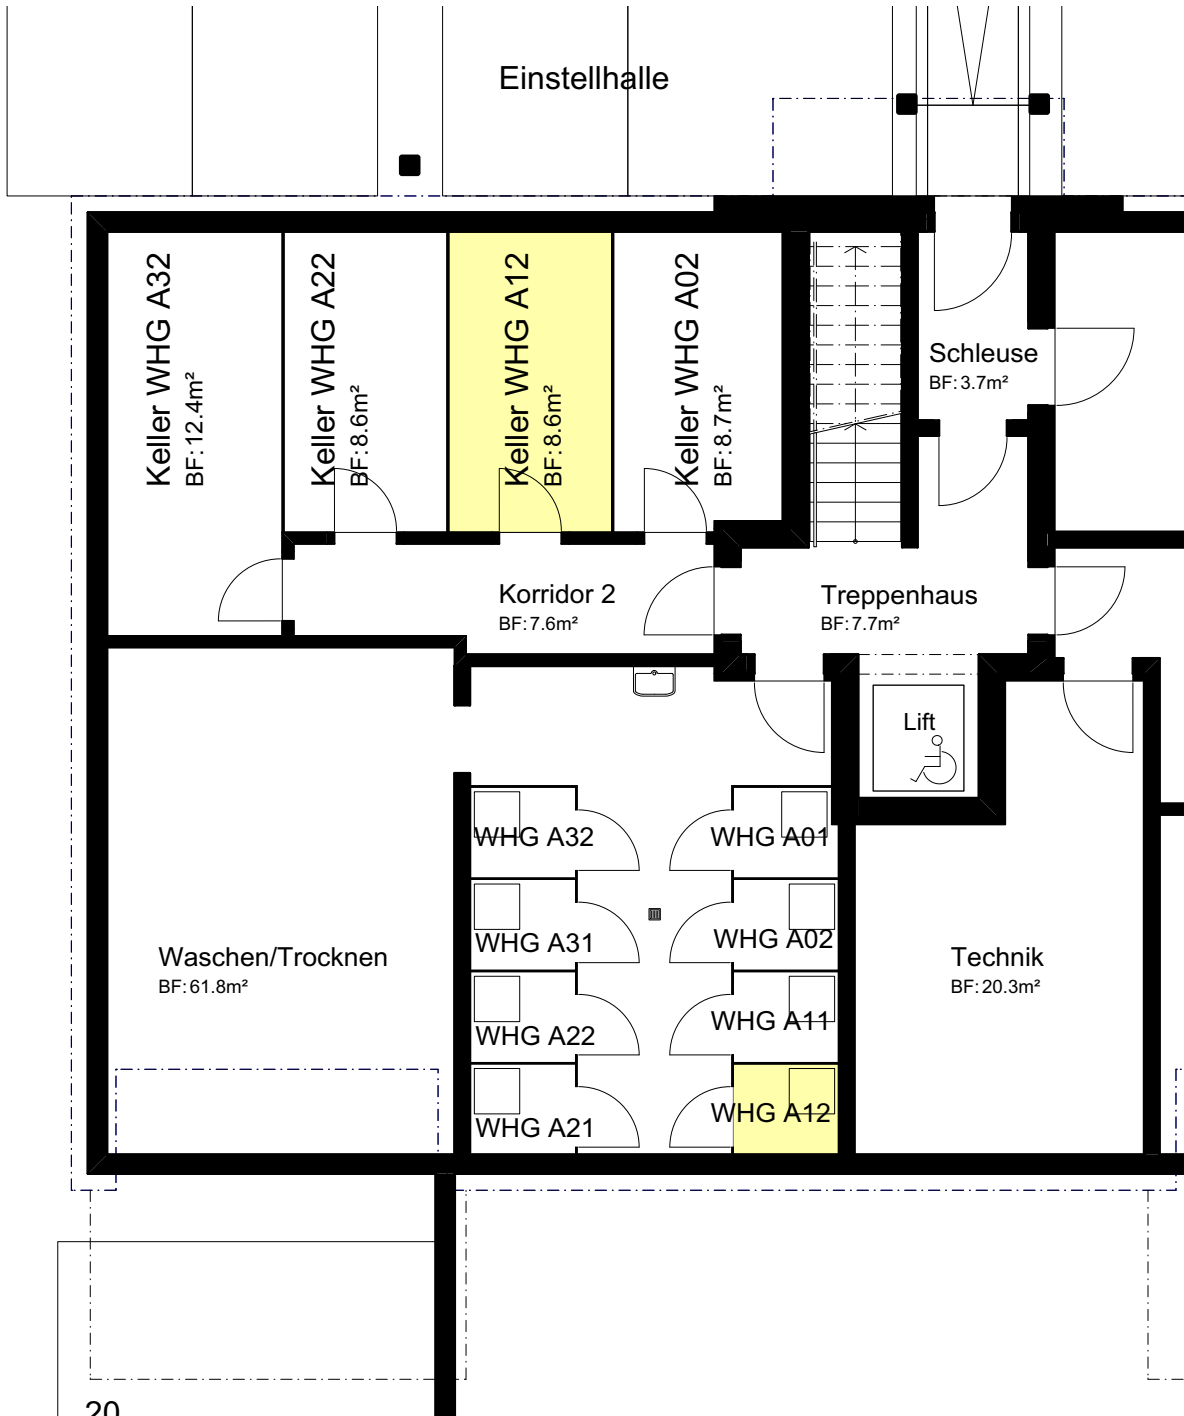 Einstellhalle
Keller WHG A32
BF: 12.4m²
Keller WHG A22
BF: 8.6m²
Keller WHG A12
BF: 8.6m²
Keller WHG A02
BF: 8.7m²
Schleuse
BF: 3.7m²
Korridor 2
BF: 7.6m²
Treppenhaus
BF: 7.7m²
Lift
WHG A32
WHG A01
WHG A31
WHG A02
Waschen/Trocknen
BF: 61.8m²
Technik
BF: 20.3m²
WHG A22
WHG A11
WHG A21
WHG A12
20